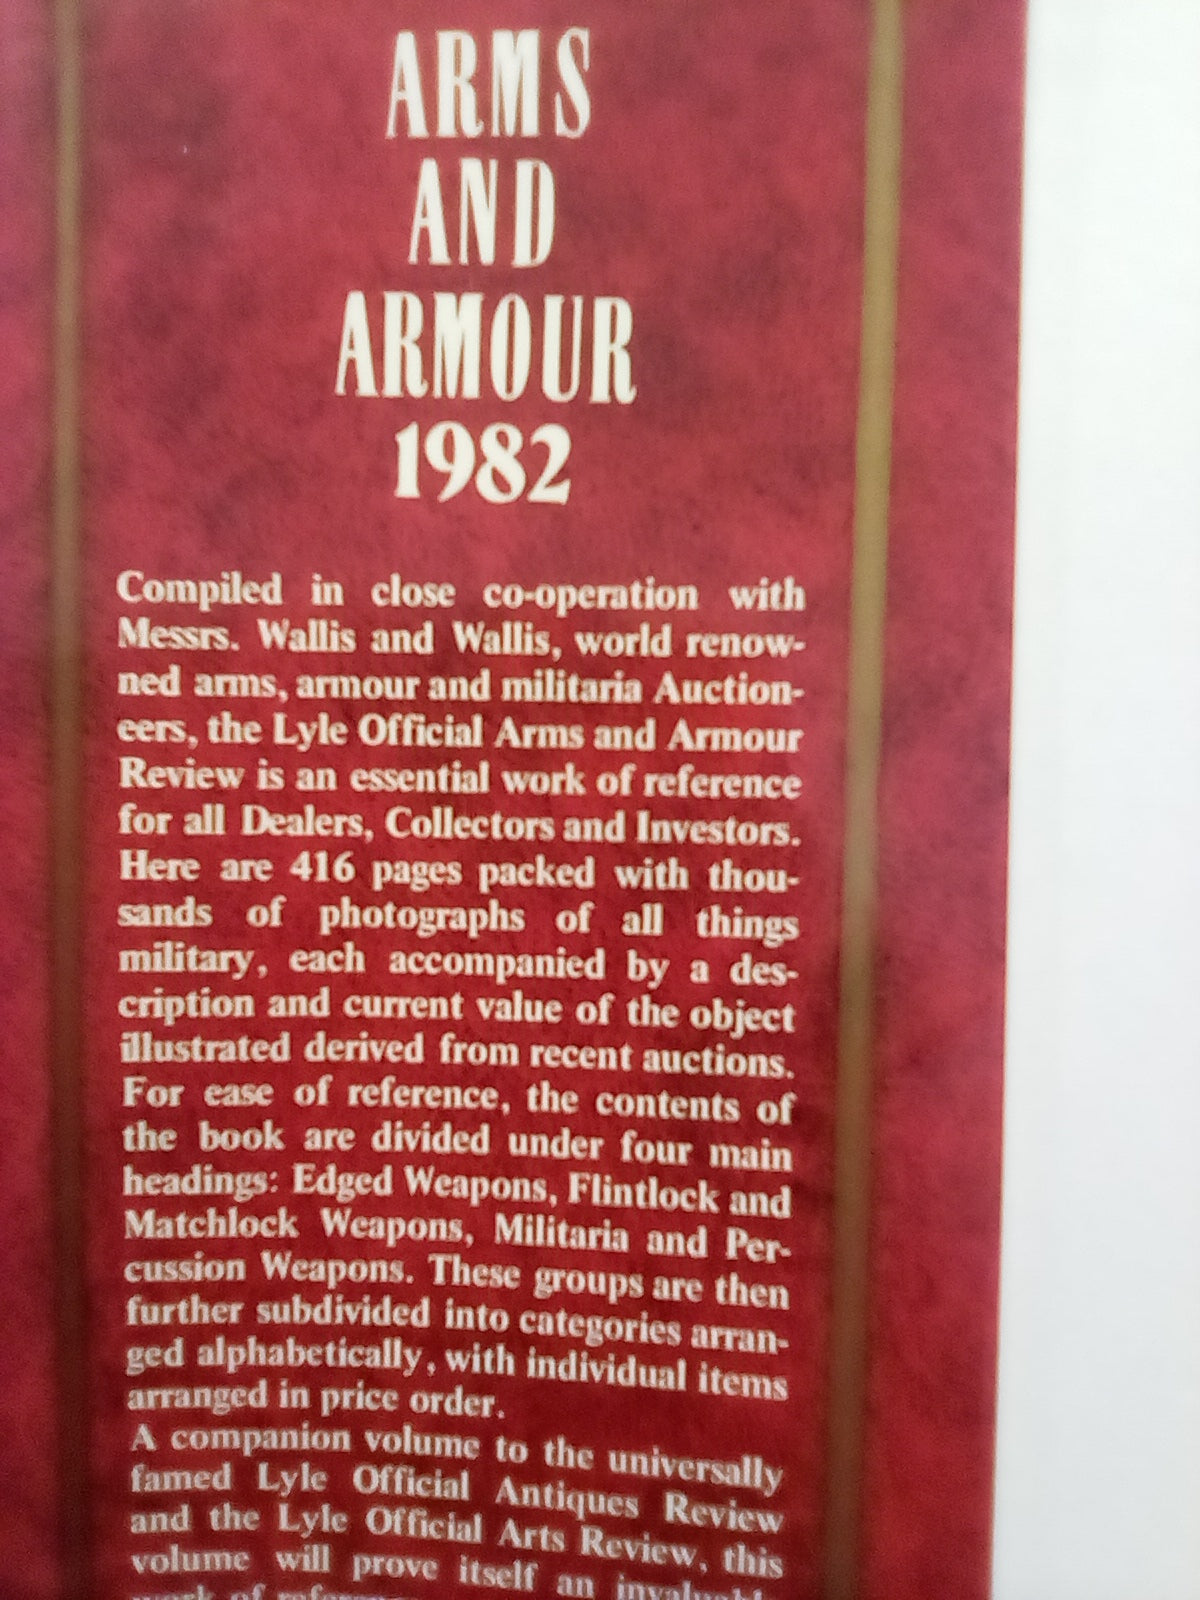 ARMS
AND
ARMOUR
1982
Compiled in close co-operation with
Messrs. Wallis and Wallis, world renow-
ned arms, armour and militaria Auction-
eers, the Lyle Official Arms and Armour
Review is an essential work of reference
for all Dealers, Collectors and Investors.
Here are 416 pages packed with thou-
sands of photographs of all things
military, each accompanied by a des-
cription and current value of the object
illustrated derived from recent auctions.
For ease of reference, the contents of
the book are divided under four main
headings: Edged Weapons, Flintlock and
Matchlock Weapons, Militaria and Per-
cussion Weapons. These groups are then
further subdivided into categories arran-
ged alphabetically, with individual items
arranged in price order.
A companion volume to the universally
famed Lyle Official Antiques Review
and the Lyle Official Arts Review, this
volume will prove itself an
of